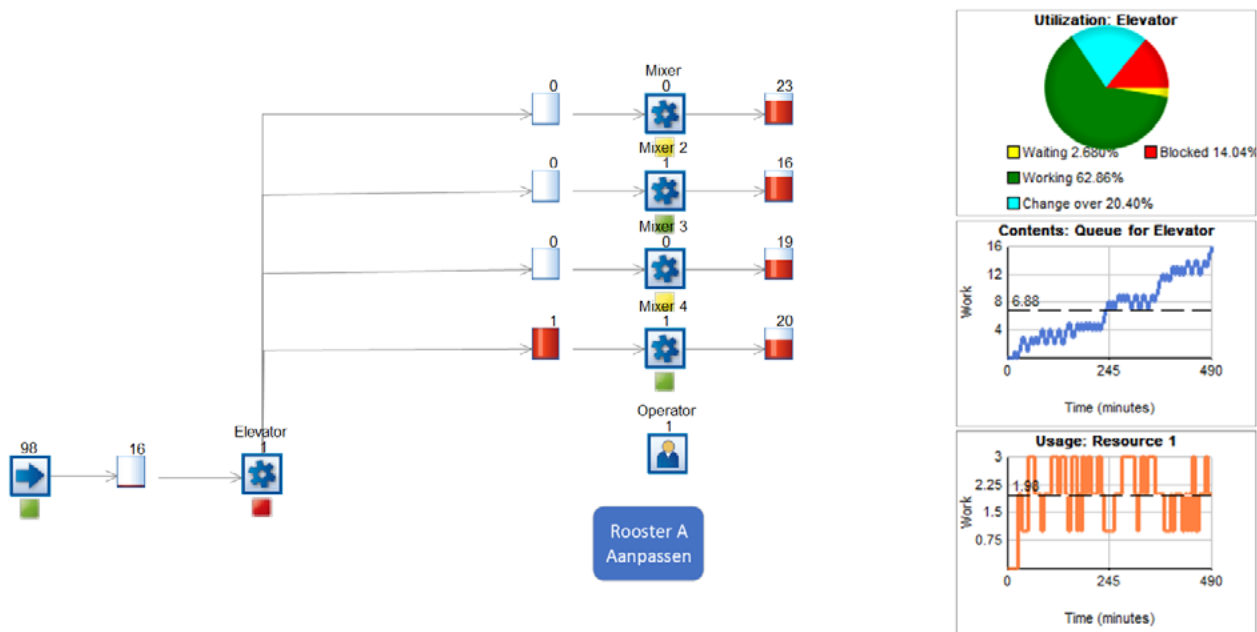 Mixer
0
0
23
Mixer 2
0
1
16
Mixer 3
0
0
19
Mixer 4
1
1
20
Operator
1
98
16
Elevator
1
Rooster A
Aanpassen
Utilization: Elevator
Waiting 2.680%
Blocked 14.04%
Working 62.86%
Change over 20.40%
Contents: Queue for Elevator
16
12
8
6.88
4
Work
0
245
490
Time (minutes)
Usage: Resource 1
3
2.25
1.98
1.5
0.75
Work
0
245
490
Time (minutes)